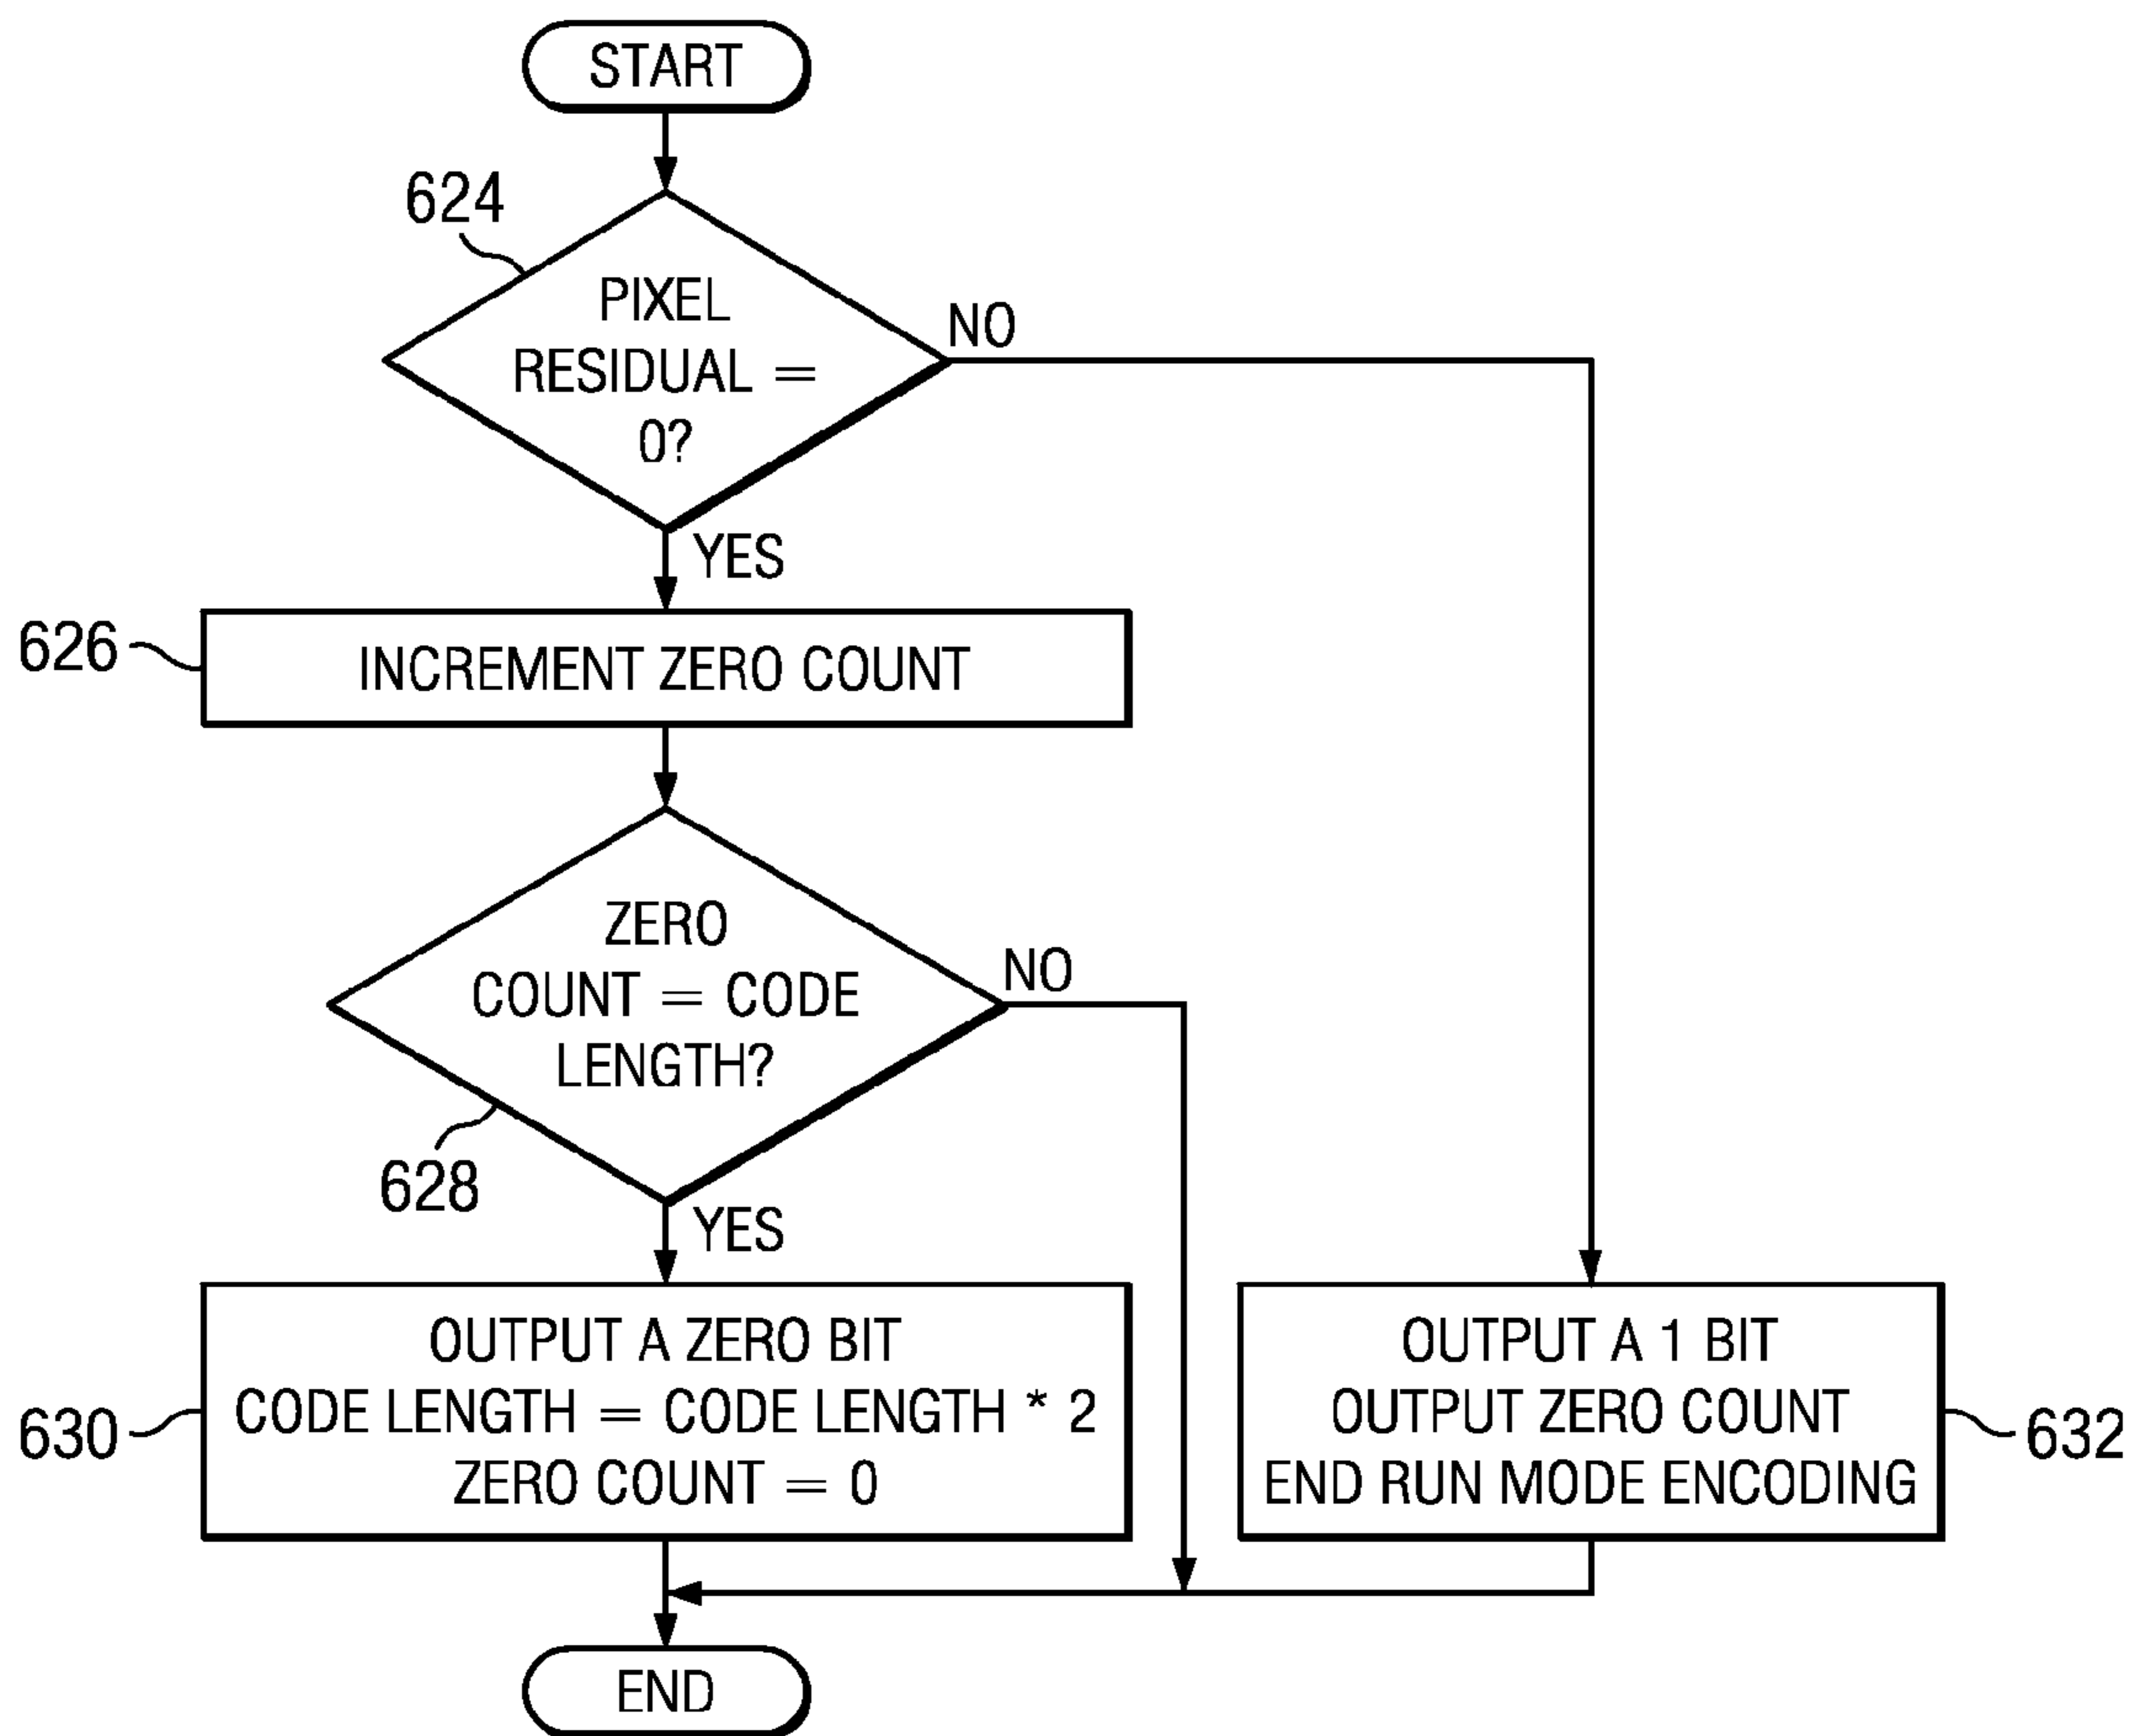 START
624
PIXEL
RESIDUAL =
0?
NO
YES
626
INCREMENT ZERO COUNT
ZERO
COUNT = CODE
LENGTH?
NO
628
YES
630
OUTPUT A ZERO BIT
CODE LENGTH = CODE LENGTH * 2
ZERO COUNT = 0
OUTPUT A 1 BIT
OUTPUT ZERO COUNT
END RUN MODE ENCODING
632
END